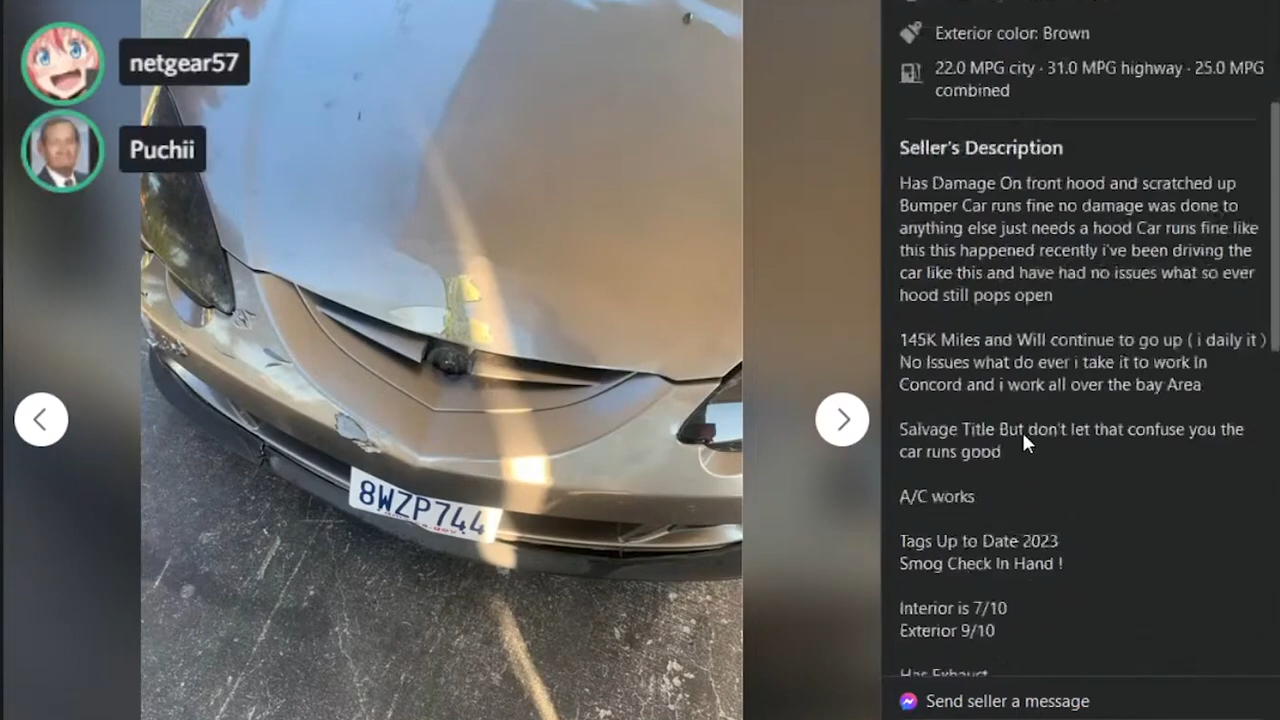 netgear57
Puchii
8WZP744
Exterior color: Brown
22.0 MPG city · 31.0 MPG highway · 25.0 MPG
combined
Seller's Description
Has Damage On front hood and scratched up
Bumper Car runs fine no damage was done to
anything else just needs a hood Car runs fine like
this this happened recently i've been driving the
car like this and have had no issues what so ever
hood still pops open
145K Miles and Will continue to go up ( i daily it )
No Issues what do ever i take it to work In
Concord and i work all over the bay Area
Salvage Title But don't let that confuse you the
car runs good
A/C works
Tags Up to Date 2023
Smog Check In Hand !
Interior is 7/10
Exterior 9/10
Has Exhaust
Send seller a message